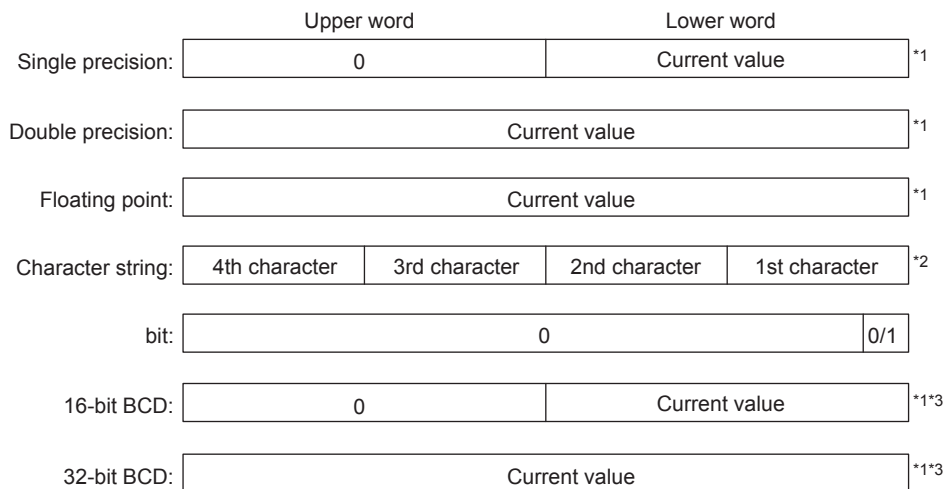 Upper word Lower word
Single precision: 0 Current value *1
Double precision: Current value *1
Floating point: Current value *1
Character string: 4th character 3rd character 2nd character 1st character *2
bit: 0 0/1
16-bit BCD: 0 Current value *1*3
32-bit BCD: Current value *1*3